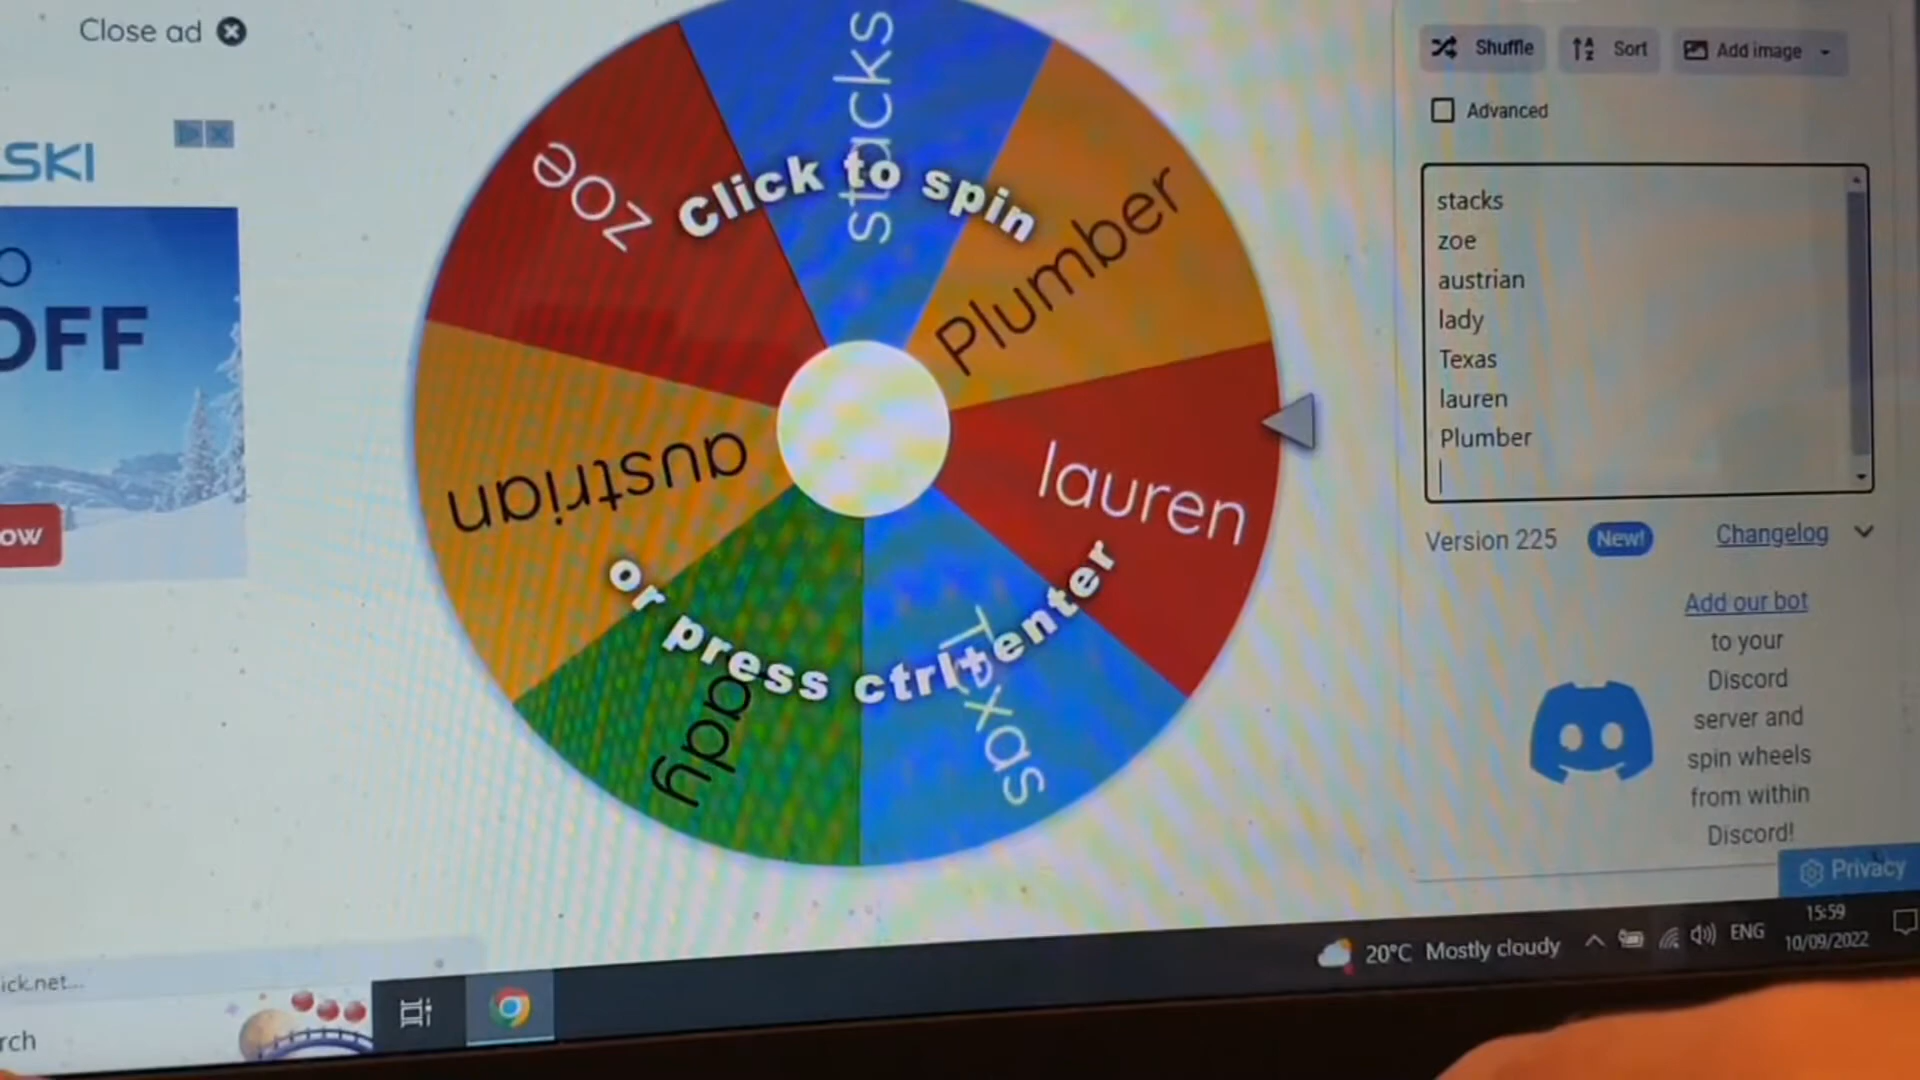 Close ad
SKI
O
OFF
ow
stacks
zoe
Plumber
lauren
Texas
lady
austrian
Click to spin
or press ctrl+enter
Shuffle
Sort
Add image
Advanced
stacks
zoe
austrian
lady
Texas
lauren
Plumber
Version 225 New! Changelog
Add our bot
to your
Discord
server and
spin wheels
from within
Discord!
Privacy
ick.net...
rch
20°C Mostly cloudy
ENG
15:59
10/09/2022